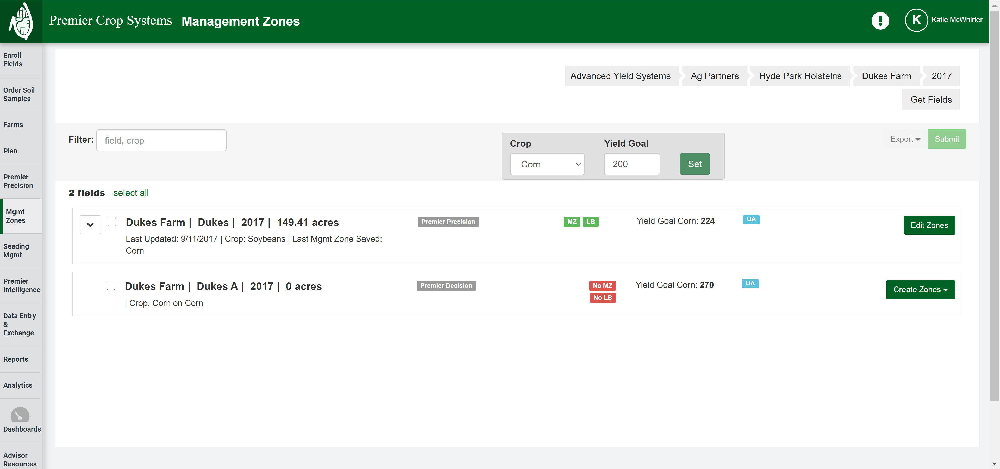 Premier Crop Systems Management Zones
! K Katie McWhirter
Enroll
Fields
Order Soil
Samples
Farms
Plan
Premier
Precision
Mgmt
Zones
Seeding
Mgmt
Premier
Intelligence
Data Entry
&
Exchange
Reports
Analytics
Dashboards
Advisor
Resources
Advanced Yield Systems Ag Partners Hyde Park Holsteins Dukes Farm 2017
Get Fields
Filter: field, crop
Crop Yield Goal
Corn 200 Set
Export Submit
2 fields select all
Dukes Farm | Dukes | 2017 | 149.41 acres Premier Precision MZ LB Yield Goal Corn: 224 UA Edit Zones
Last Updated: 9/11/2017 | Crop: Soybeans | Last Mgmt Zone Saved:
Corn
Dukes Farm | Dukes A | 2017 | 0 acres Premier Decision No MZ Yield Goal Corn: 270 UA Create Zones
No LB
| Crop: Corn on Corn